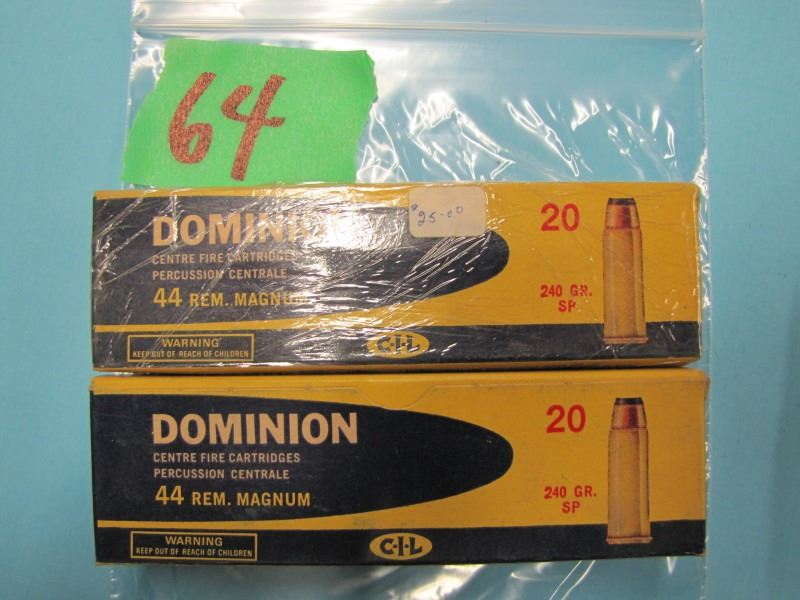 64
DOMINI
$25.00
20
CENTRE FIRE CARTRIDGES
PERCUSSION CENTRALE
44 REM. MAGNUM
240 GR.
SP
WARNING
KEEP OUT OF REACH OF CHILDREN
C-I-L
DOMINION
20
CENTRE FIRE CARTRIDGES
PERCUSSION CENTRALE
44 REM. MAGNUM
240 GR.
SP
WARNING
KEEP OUT OF REACH OF CHILDREN
C-I-L